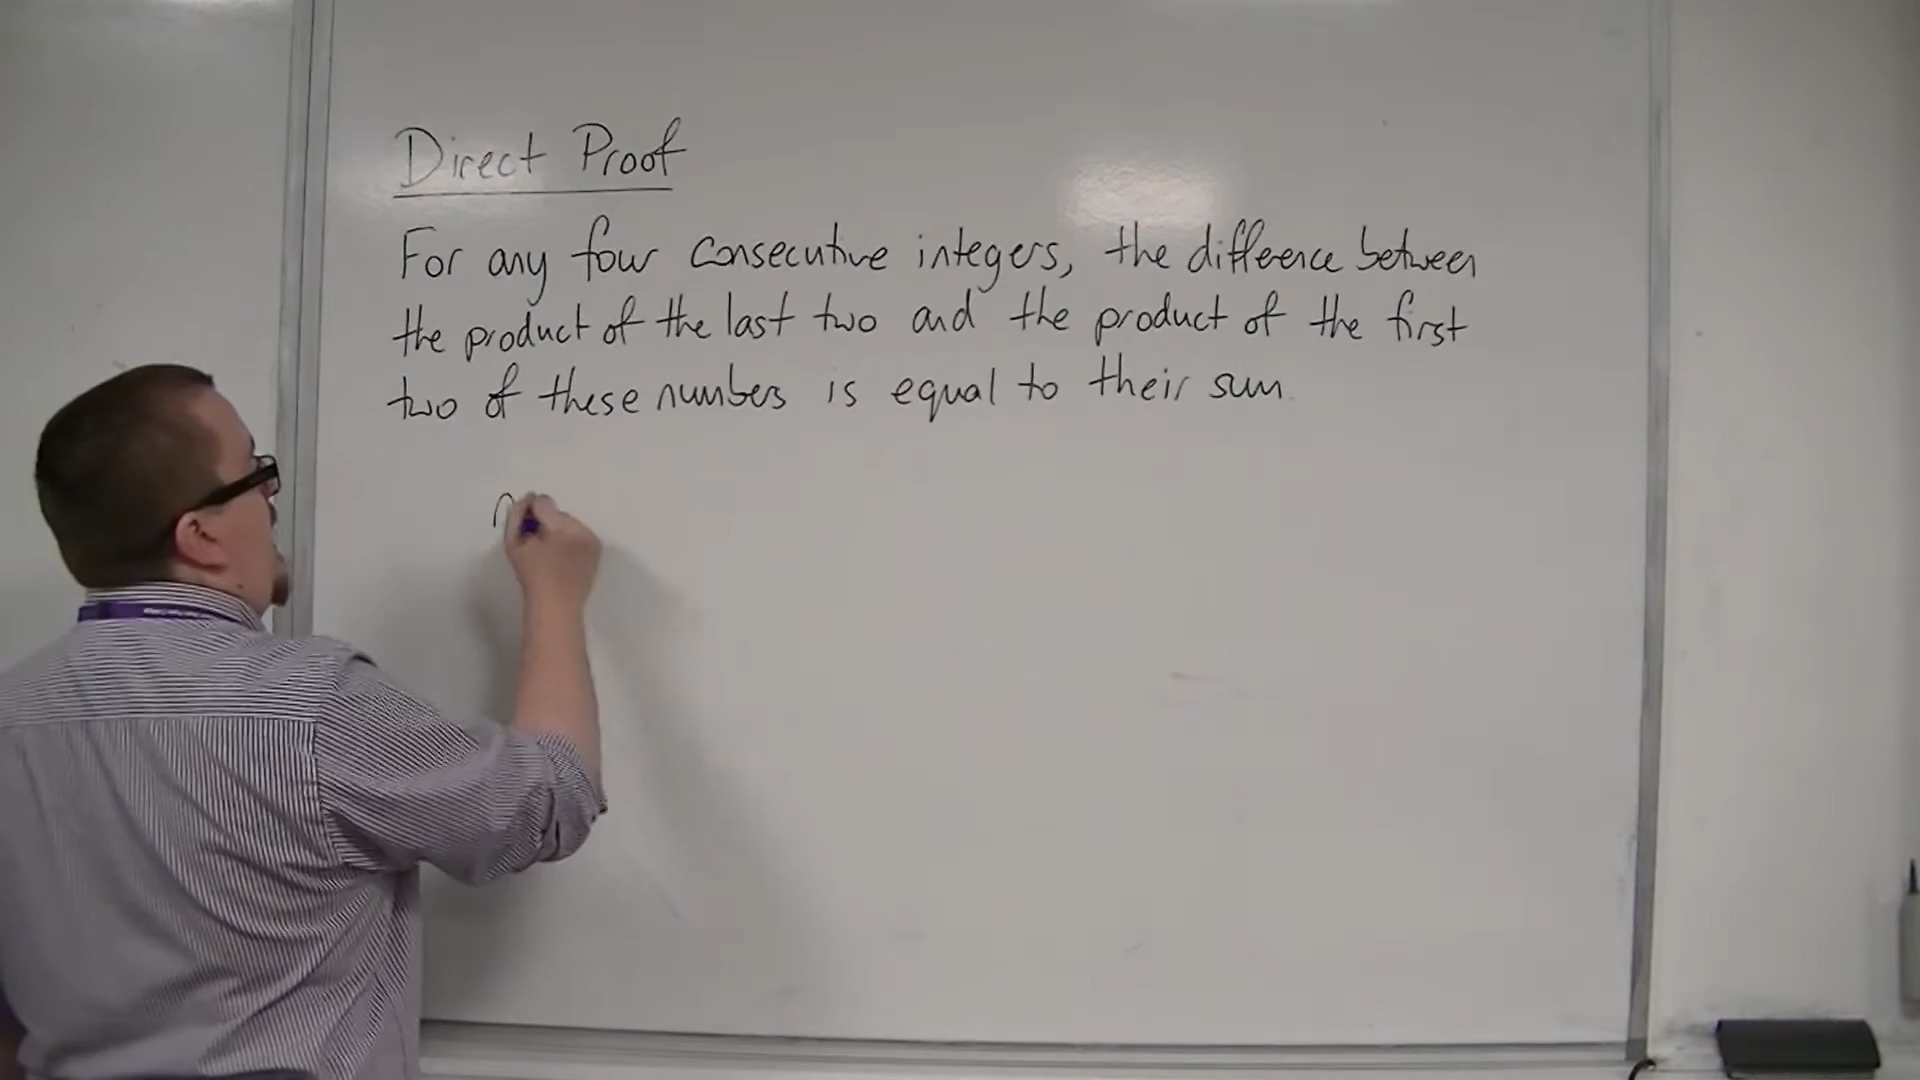 Direct Proof
For any four consecutive integers, the difference between
the product of the last two and the product of the first
two of these numbers is equal to their sum.